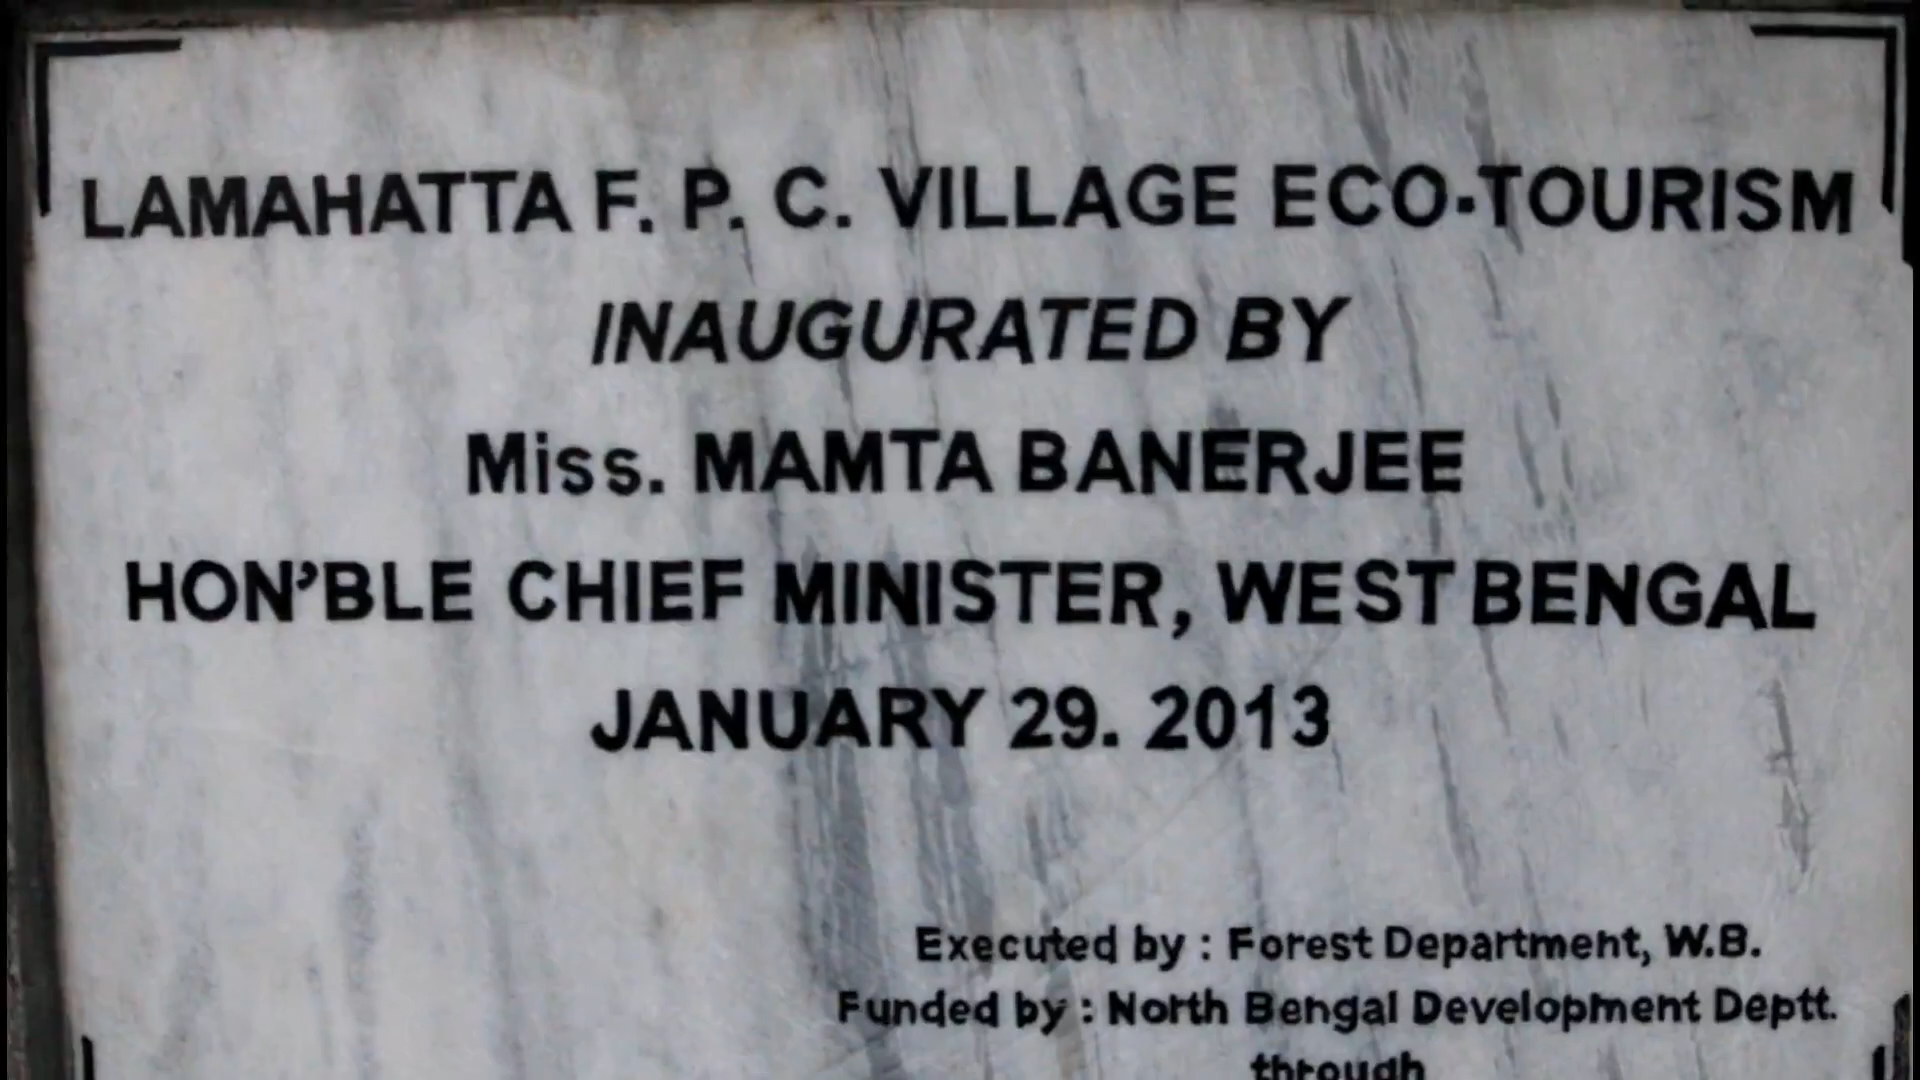 LAMAHATTA F. P. C. VILLAGE ECO-TOURISM
INAUGURATED BY
Miss. MAMTA BANERJEE
HON'BLE CHIEF MINISTER, WEST BENGAL
JANUARY 29. 2013
Executed by : Forest Department, W.B.
Funded by : North Bengal Development Deptt.
through